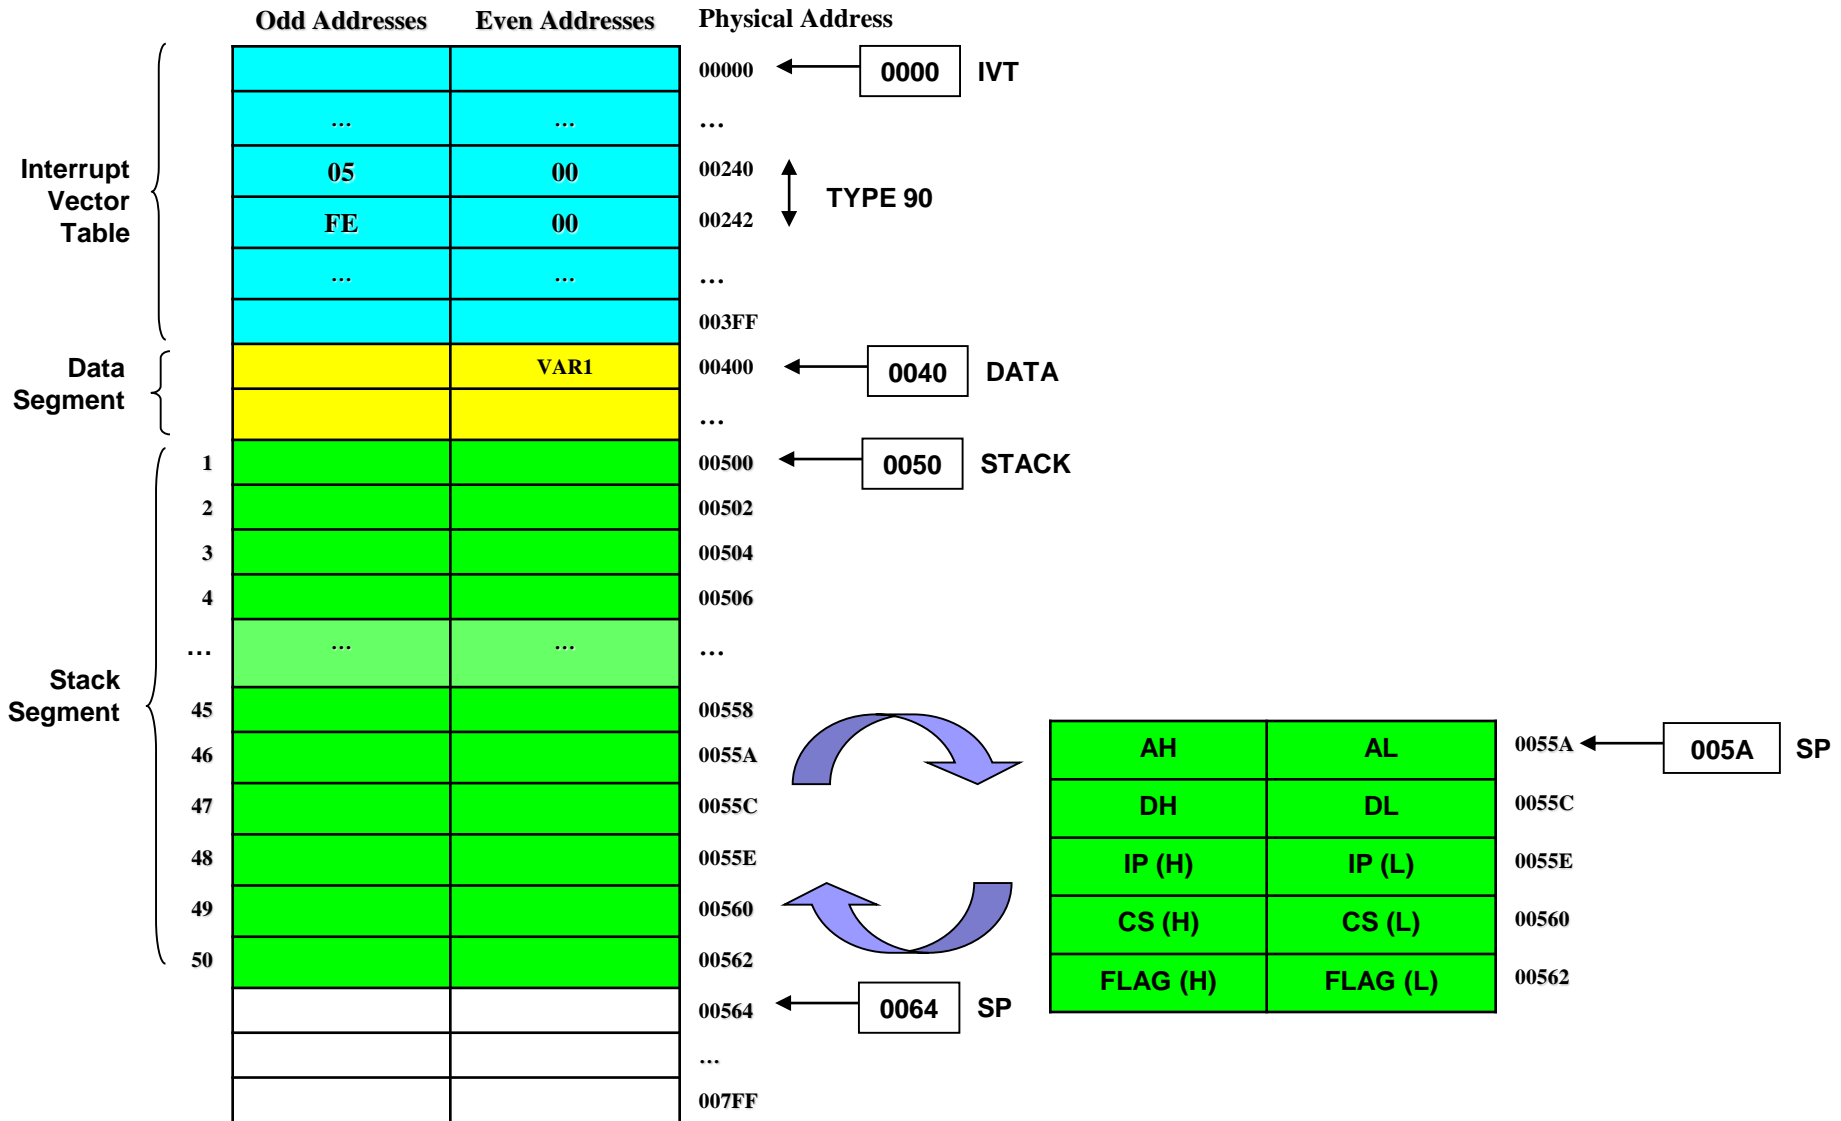 Odd Addresses Even Addresses Physical Address
00000 0000 IVT
… … …
Interrupt
Vector
Table
05 00 00240
TYPE 90
FE 00 00242
… … …
003FF
Data
Segment
VAR1 00400 0040 DATA
…
1 00500 0050 STACK
2 00502
3 00504
4 00506
… … … …
Stack
Segment
45 00558
46 0055A
47 0055C
48 0055E
49 00560
50 00562
00564 0064 SP
…
007FF
AH AL 0055A 005A SP
DH DL 0055C
IP (H) IP (L) 0055E
CS (H) CS (L) 00560
FLAG (H) FLAG (L) 00562